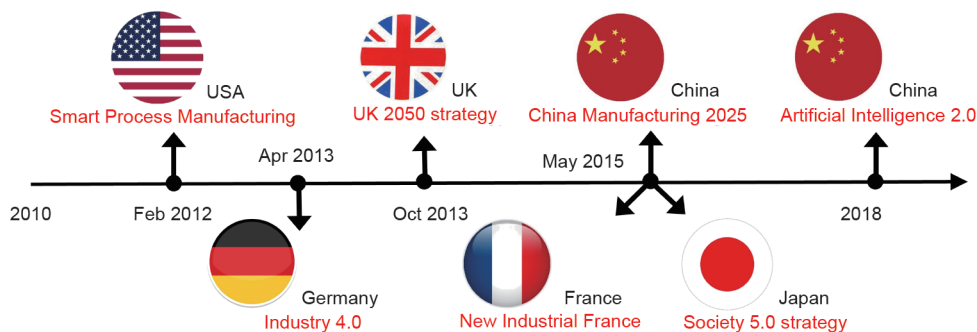 USA
Smart Process Manufacturing
UK
UK 2050 strategy
China
China Manufacturing 2025
China
Artificial Intelligence 2.0
Apr 2013
May 2015
2010
Feb 2012
Oct 2013
2018
Germany
Industry 4.0
France
New Industrial France
Japan
Society 5.0 strategy